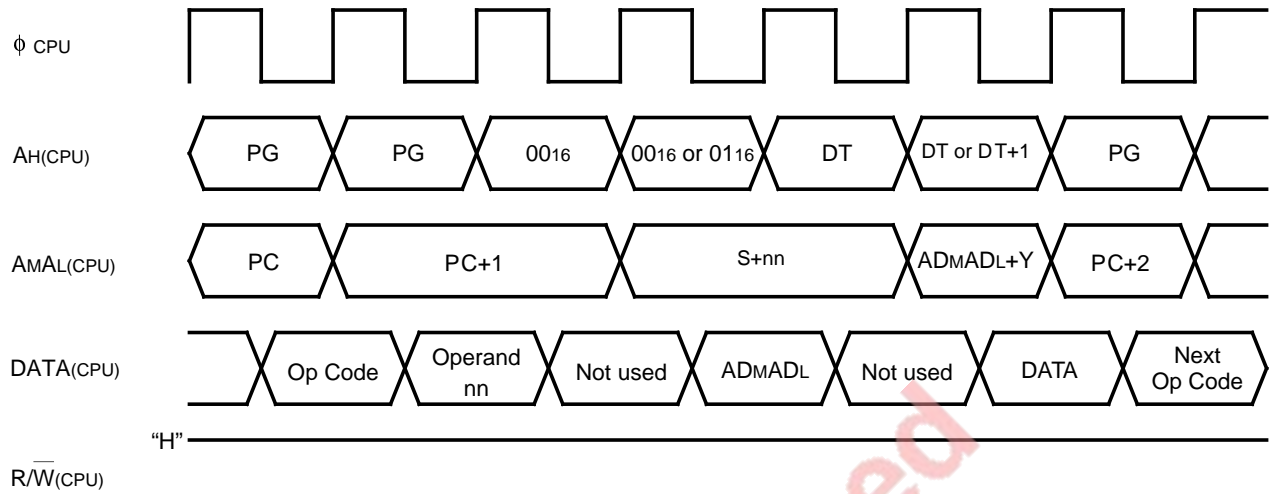 ϕ CPU
AH(CPU) PG PG 0016 0016 or 0116 DT DT or DT+1 PG
AMAL(CPU) PC PC+1 S+nn ADMADL+Y PC+2
DATA(CPU) Op Code Operand nn Not used ADMADL Not used DATA Next Op Code
“H”
R/W̅(CPU)